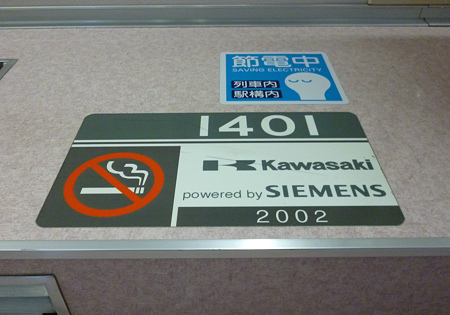 節電中
SAVING ELECTRICITY
列車内
駅構内
1401
Kawasaki
powered by SIEMENS
2002